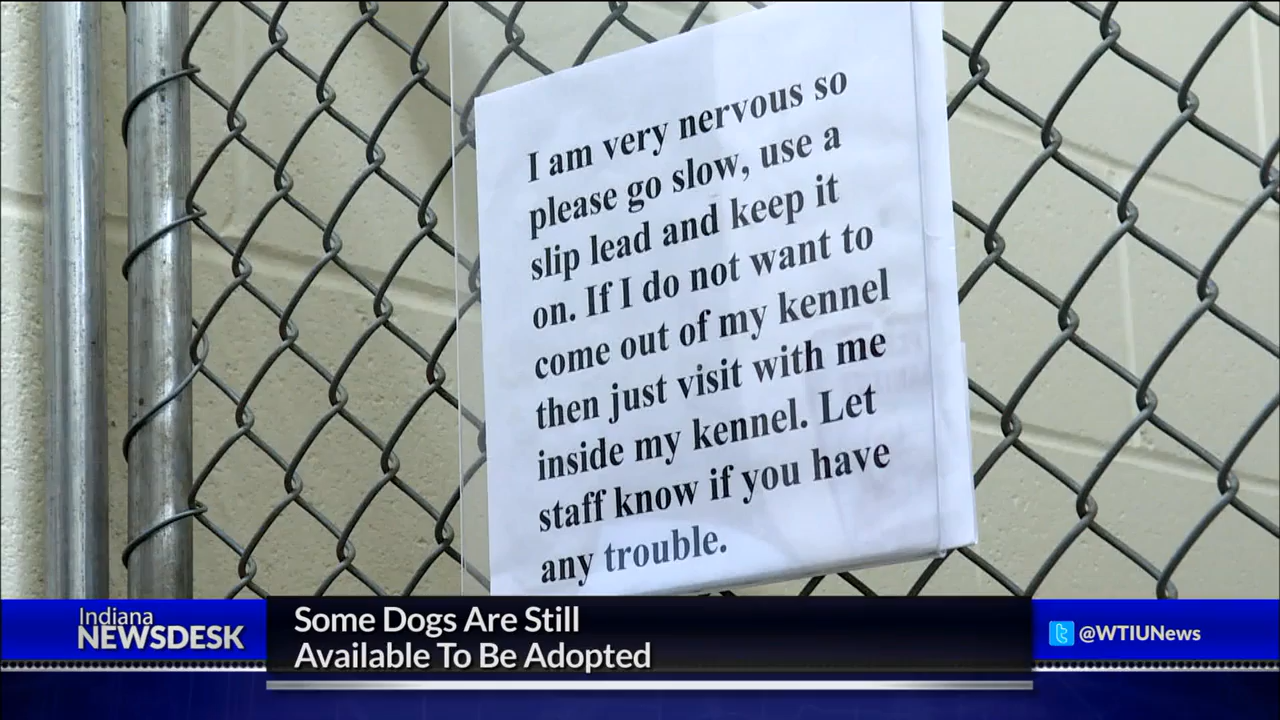 I am very nervous so
please go slow, use a
slip lead and keep it
on. If I do not want to
come out of my kennel
then just visit with me
inside my kennel. Let
staff know if you have
any trouble.
Indiana
NEWSDESK
Some Dogs Are Still
Available To Be Adopted
@WTIUNews